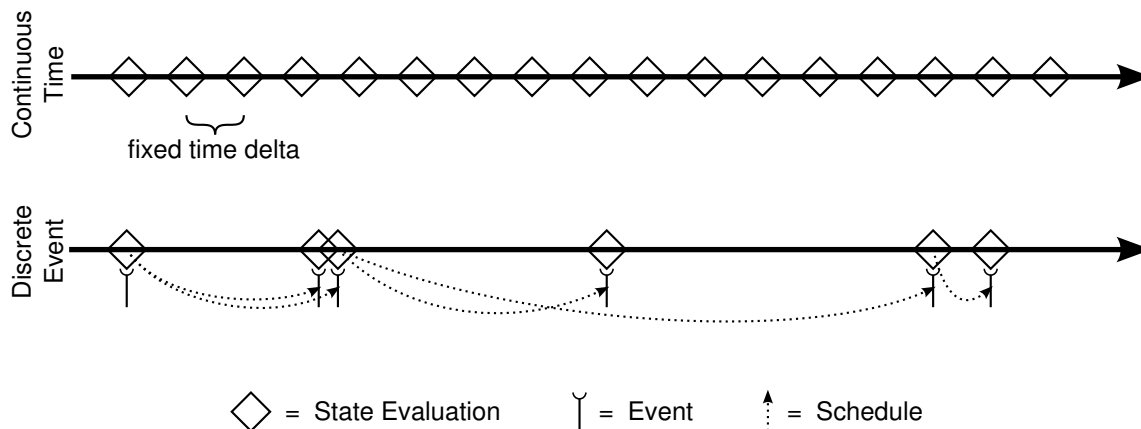 Continuous
Time
fixed time delta
Discrete
Event
= State Evaluation
= Event
= Schedule